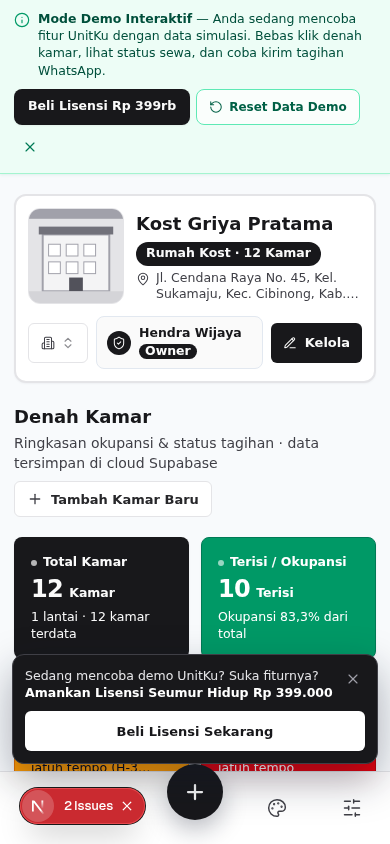 Mode Demo Interaktif — Anda sedang mencoba
fitur UnitKu dengan data simulasi. Bebas klik denah
kamar, lihat status sewa, dan coba kirim tagihan
WhatsApp.
Beli Lisensi Rp 399rb
Reset Data Demo
Kost Griya Pratama
Rumah Kost · 12 Kamar
Jl. Cendana Raya No. 45, Kel.
Sukamaju, Kec. Cibinong, Kab....
Hendra Wijaya
Owner
Kelola
Denah Kamar
Ringkasan okupansi & status tagihan · data
tersimpan di cloud Supabase
Tambah Kamar Baru
Total Kamar
12 Kamar
1 lantai · 12 kamar
terdata
Terisi / Okupansi
10 Terisi
Okupansi 83,3% dari
total
Sedang mencoba demo UnitKu? Suka fiturnya?
Amankan Lisensi Seumur Hidup Rp 399.000
Beli Lisensi Sekarang
jatuh tempo (H-3...
jatuh tempo
N
2 Issues